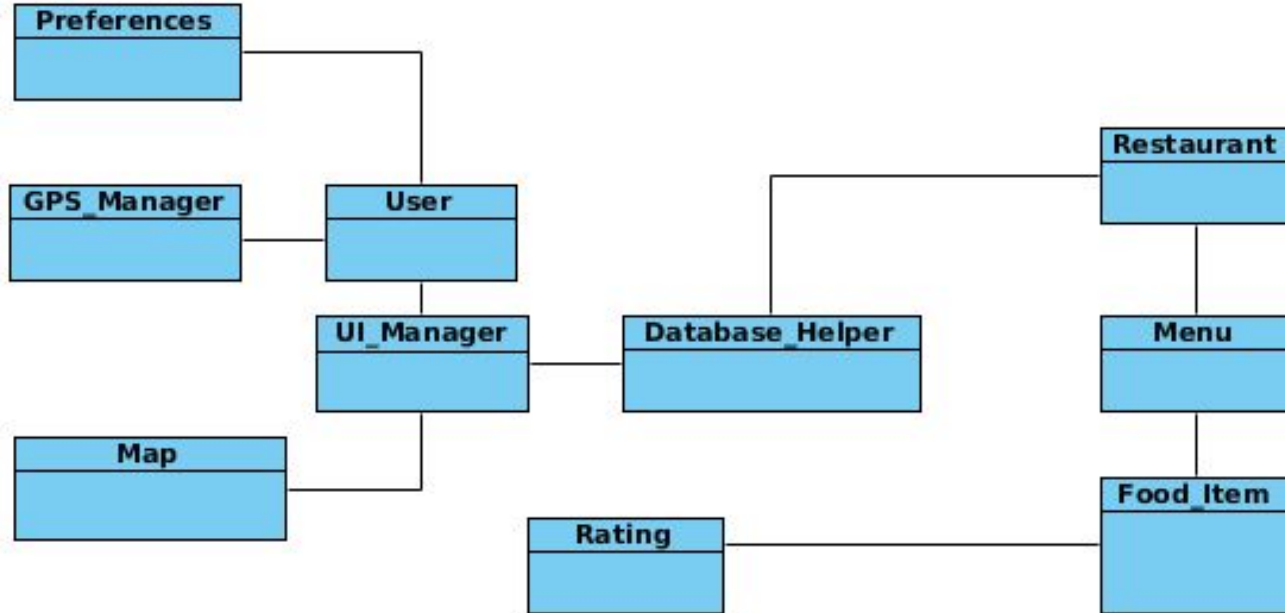 Preferences
Restaurant
GPS_Manager
User
UI_Manager
Database_Helper
Menu
Map
Food_Item
Rating